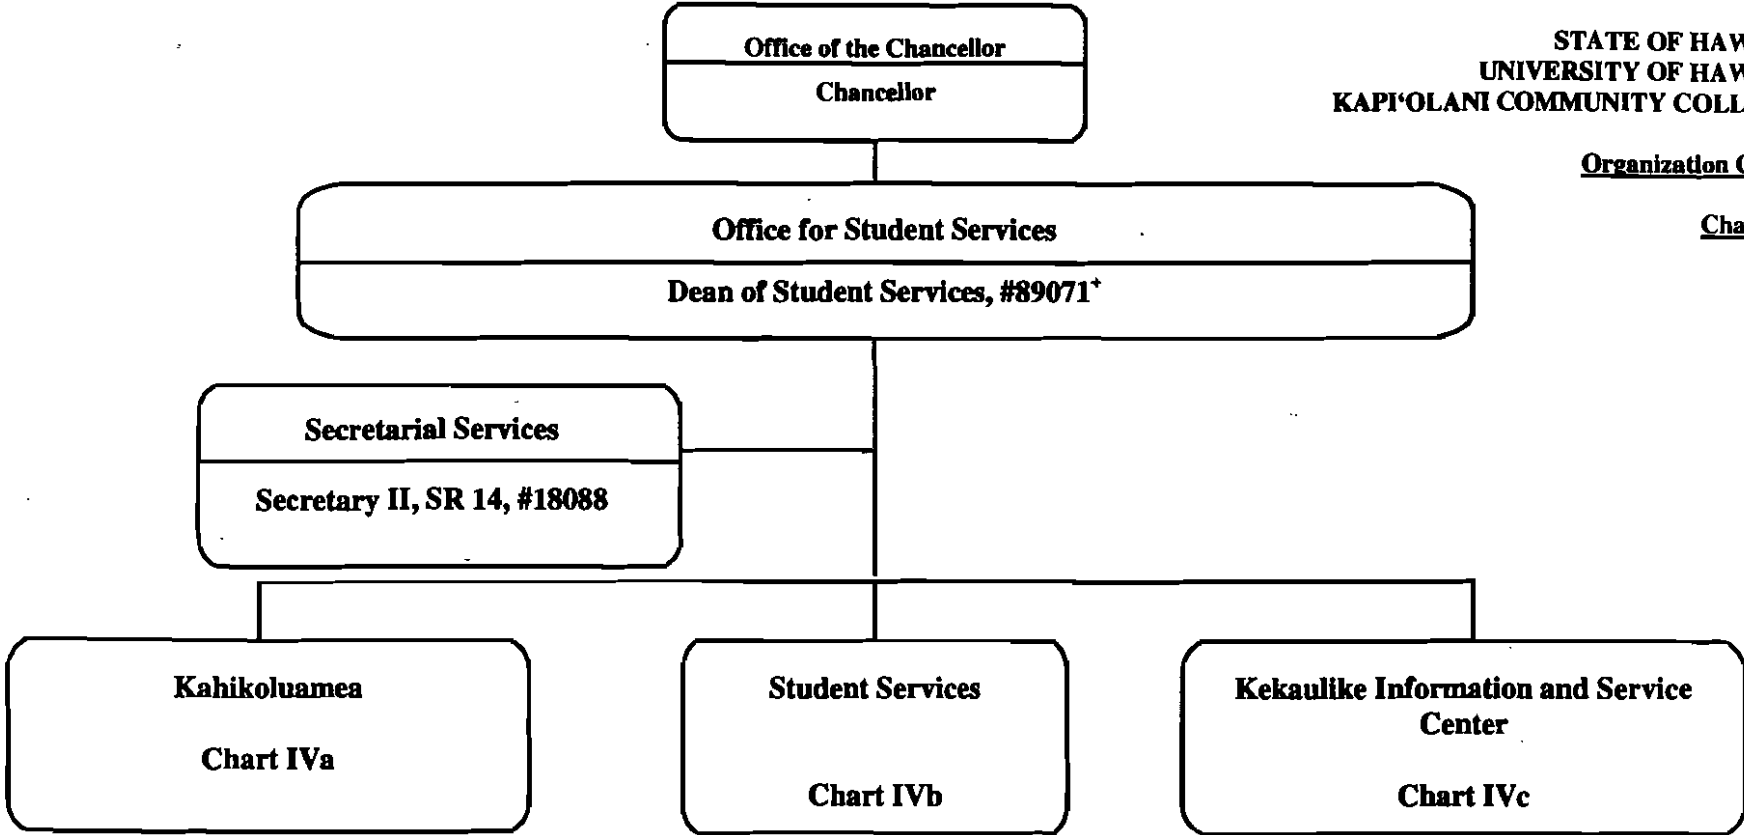 Office of the Chancellor
Chancellor
STATE OF HAW
UNIVERSITY OF HAW
KAPI‘OLANI COMMUNITY COLL
Organization C
Cha
Office for Student Services
Dean of Student Services, #89071⁺
Secretarial Services
Secretary II, SR 14, #18088
Kahikoluamea
Chart IVa
Student Services
Chart IVb
Kekaulike Information and Service
Center
Chart IVc